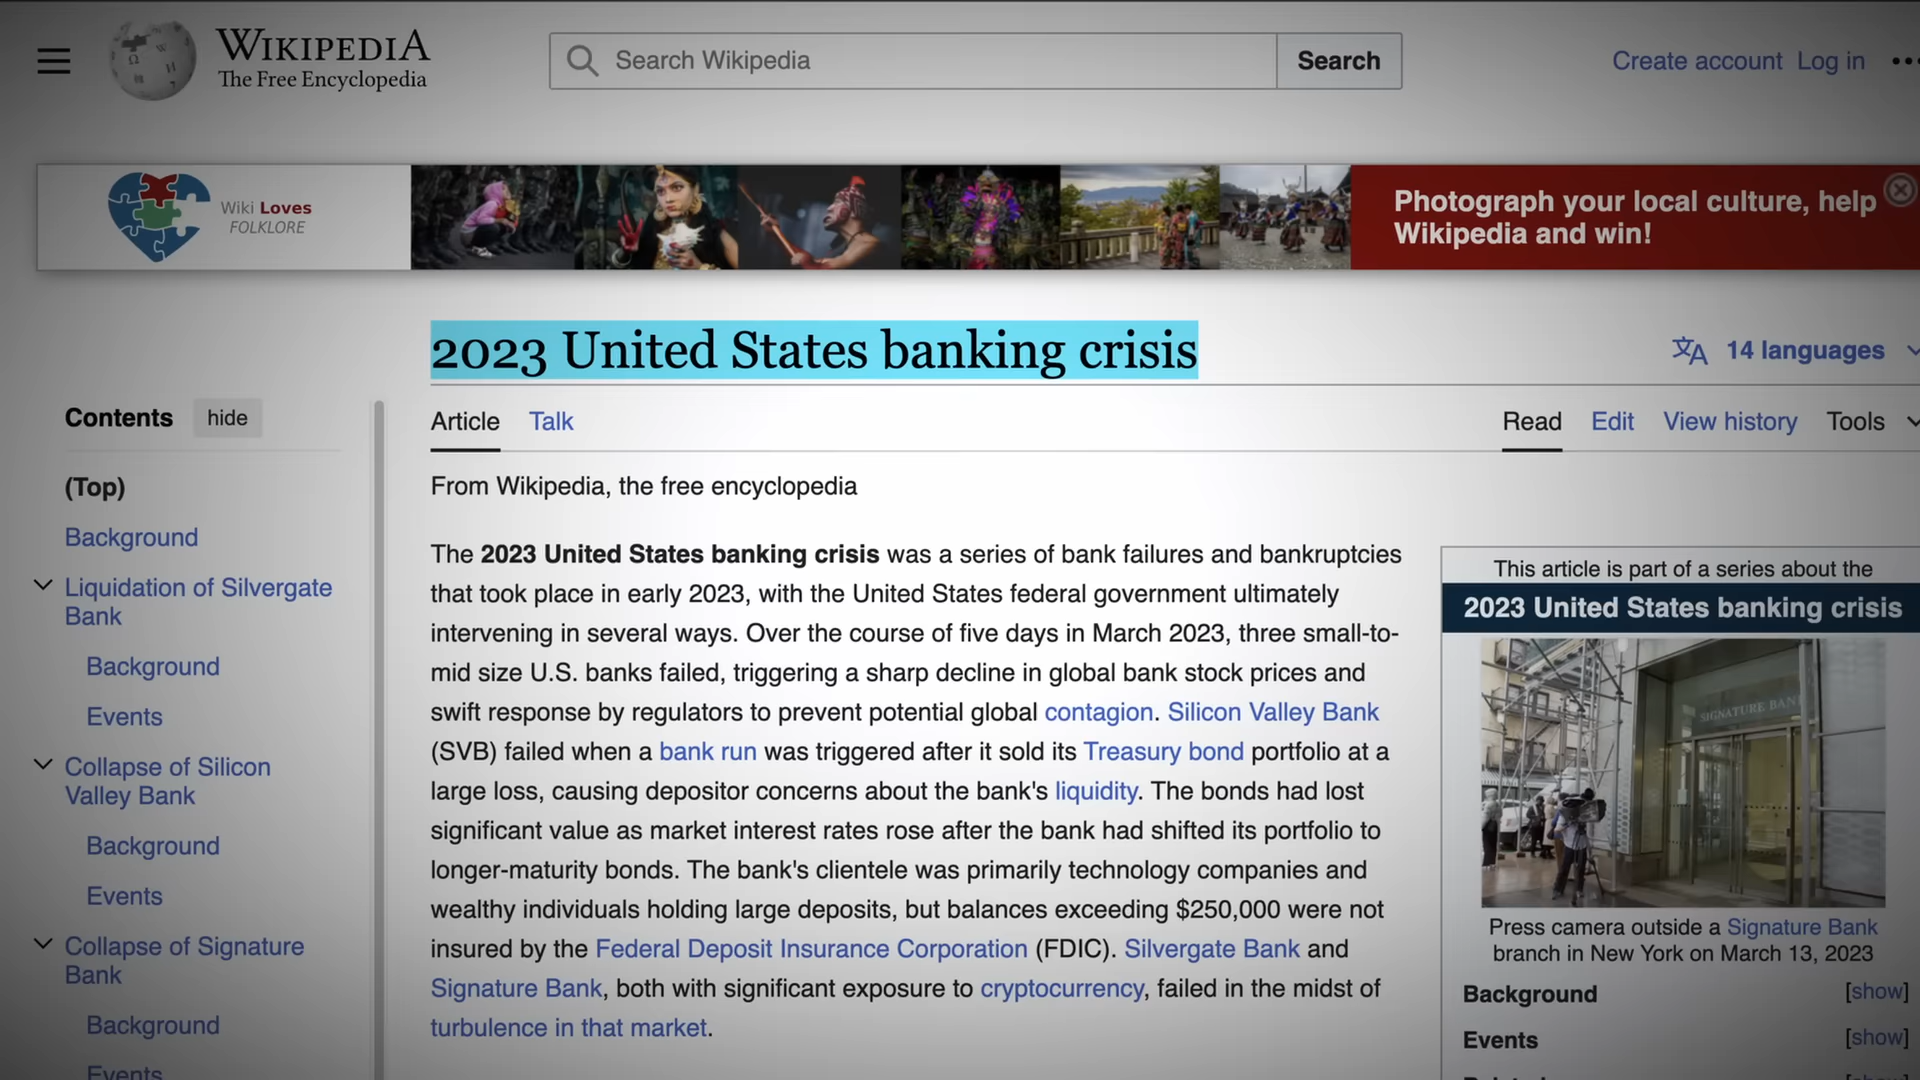 WIKIPEDIA
The Free Encyclopedia
Search Wikipedia
Search
Create account
Log in
Wiki Loves
FOLKLORE
Photograph your local culture, help
Wikipedia and win!
2023 United States banking crisis
14 languages
Contents
hide
Article
Talk
Read
Edit
View history
Tools
(Top)
Background
Liquidation of Silvergate
Bank
Background
Events
Collapse of Silicon
Valley Bank
Background
Events
Collapse of Signature
Bank
Background
Events
From Wikipedia, the free encyclopedia
The 2023 United States banking crisis was a series of bank failures and bankruptcies
that took place in early 2023, with the United States federal government ultimately
intervening in several ways. Over the course of five days in March 2023, three small-to-
mid size U.S. banks failed, triggering a sharp decline in global bank stock prices and
swift response by regulators to prevent potential global contagion. Silicon Valley Bank
(SVB) failed when a bank run was triggered after it sold its Treasury bond portfolio at a
large loss, causing depositor concerns about the bank's liquidity. The bonds had lost
significant value as market interest rates rose after the bank had shifted its portfolio to
longer-maturity bonds. The bank's clientele was primarily technology companies and
wealthy individuals holding large deposits, but balances exceeding $250,000 were not
insured by the Federal Deposit Insurance Corporation (FDIC). Silvergate Bank and
Signature Bank, both with significant exposure to cryptocurrency, failed in the midst of
turbulence in that market.
This article is part of a series about the
2023 United States banking crisis
SIGNATURE BANK
Press camera outside a Signature Bank
branch in New York on March 13, 2023
Background
[show]
Events
[show]